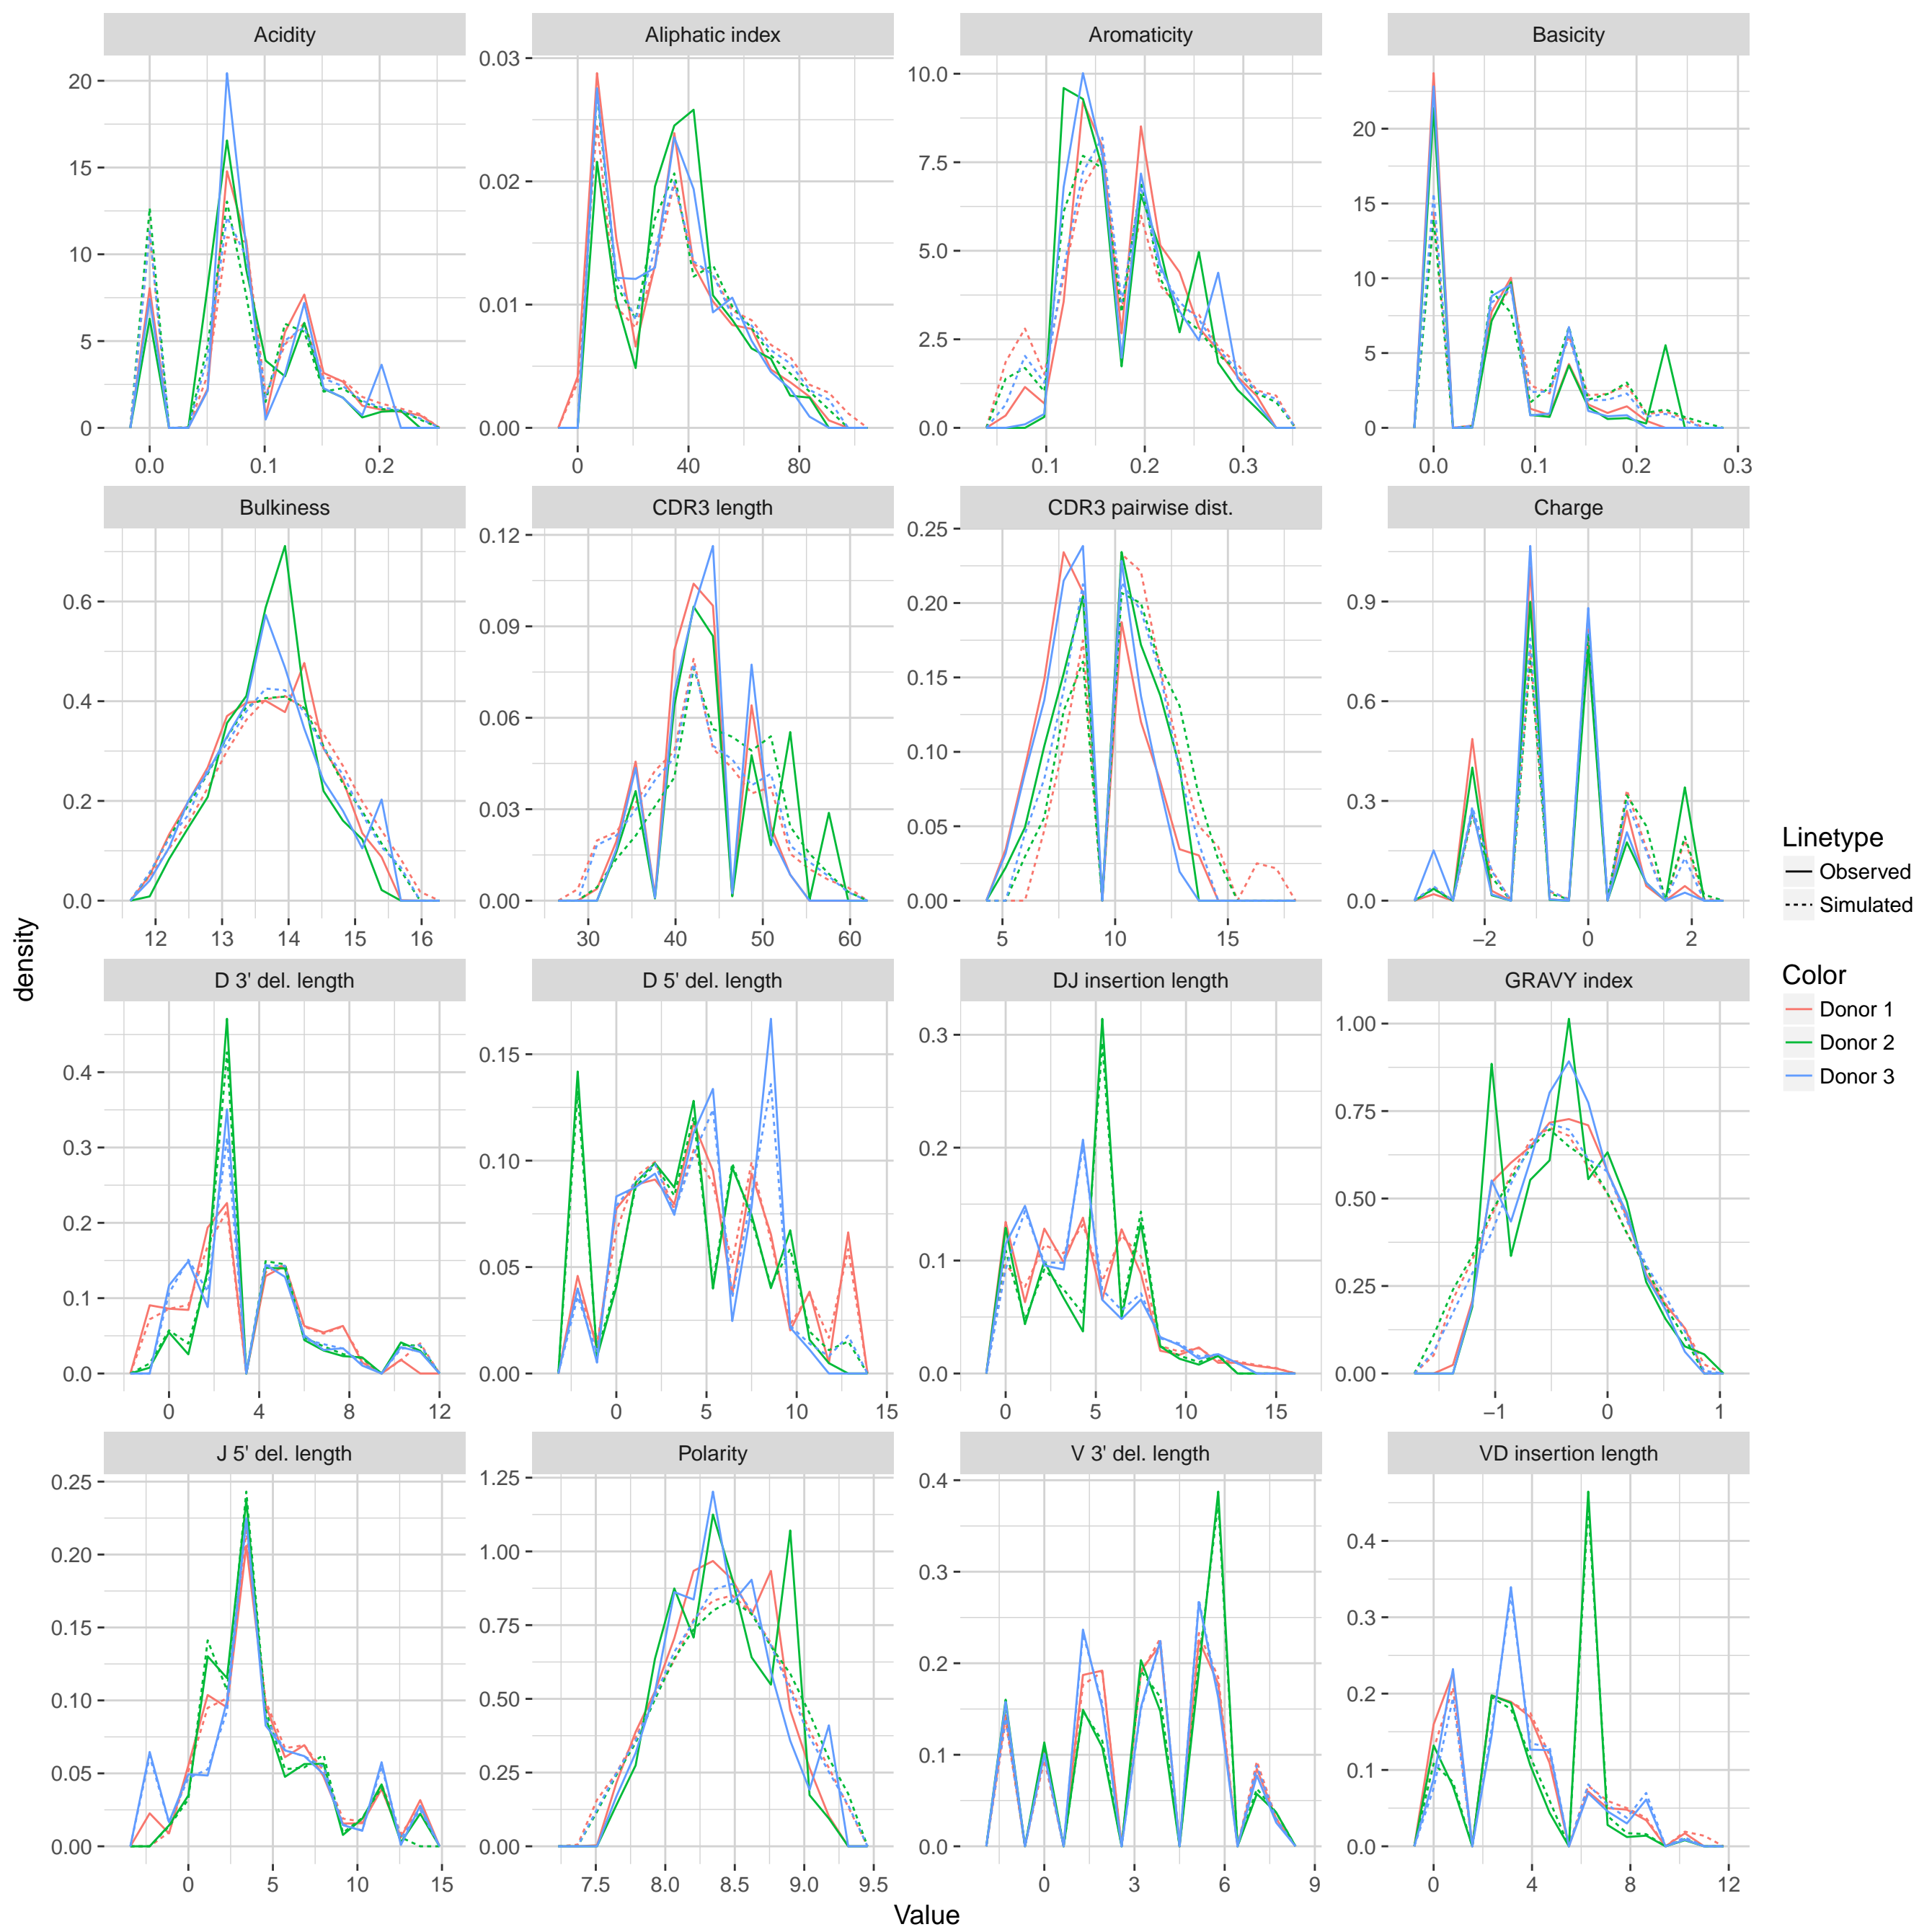 Acidity Aliphatic index Aromaticity Basicity
20 15 10 5 0
0.03 0.02 0.01 0.00
10.0 7.5 5.0 2.5 0.0
20 15 10 5 0
0.0 0.1 0.2
0 40 80
0.1 0.2 0.3
0.0 0.1 0.2 0.3
Bulkiness CDR3 length CDR3 pairwise dist. Charge
0.6 0.4 0.2 0.0
0.12 0.09 0.06 0.03 0.00
0.25 0.20 0.15 0.10 0.05 0.00
0.9 0.6 0.3 0.0
12 13 14 15 16
30 40 50 60
5 10 15
−2 0 2
D 3' del. length D 5' del. length DJ insertion length GRAVY index
0.4 0.3 0.2 0.1 0.0
0.15 0.10 0.05 0.00
0.3 0.2 0.1 0.0
1.00 0.75 0.50 0.25 0.00
0 4 8 12
0 5 10 15
0 5 10 15
−1 0 1
J 5' del. length Polarity V 3' del. length VD insertion length
0.25 0.20 0.15 0.10 0.05 0.00
1.25 1.00 0.75 0.50 0.25 0.00
0.4 0.3 0.2 0.1 0.0
0.4 0.3 0.2 0.1 0.0
0 5 10 15
7.5 8.0 8.5 9.0 9.5
0 3 6 9
0 4 8 12
density
Value
Linetype
Observed
Simulated
Color
Donor 1
Donor 2
Donor 3